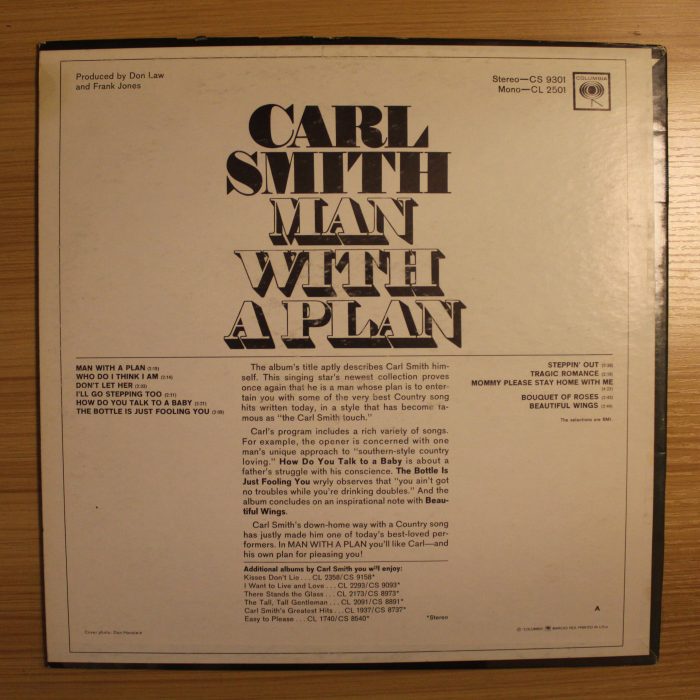 Produced by Don Law
and Frank Jones
Stereo—CS 9301
Mono—CL 2501
COLUMBIA
CARL
SMITH
MAN
WITH
A PLAN
MAN WITH A PLAN
WHO DO I THINK I AM
DON'T LET HER
I'LL GO STEPPING TOO
HOW DO YOU TALK TO A BABY
THE BOTTLE IS JUST FOOLING YOU
The album's title aptly describes Carl Smith him-
self. This singing star's newest collection proves
once again that he is a man whose plan is to enter-
tain you with some of the very best Country song
hits written today, in a style that has become fa-
mous as “the Carl Smith touch.”
Carl's program includes a rich variety of songs.
For example, the opener is concerned with one
man's unique approach to “southern-style country
loving.” How Do You Talk to a Baby is about a
father's struggle with his conscience. The Bottle Is
Just Fooling You wryly observes that “you ain't got
no troubles while you're drinking doubles.” And the
album concludes on an inspirational note with Beau-
tiful Wings.
Carl Smith's down-home way with a Country song
has justly made him one of today's best-loved per-
formers. In MAN WITH A PLAN you'll like Carl—and
his own plan for pleasing you!
Additional albums by Carl Smith you will enjoy:
Kisses Don't Lie . . . CL 2358/CS 9158*
I Want to Live and Love . . . CL 2293/CS 9093*
There Stands the Glass . . . CL 2173/CS 8973*
The Tall, Tall Gentleman . . . CL 2091/CS 8891*
Carl Smith's Greatest Hits . . . CL 1937/CS 8737*
Easy to Please . . . CL 1740/CS 8540*
*Stereo
STEPPIN' OUT
TRAGIC ROMANCE
MOMMY PLEASE STAY HOME WITH ME
BOUQUET OF ROSES
BEAUTIFUL WINGS
The selections are BMI.
A
Cover photo: Don
© COLUMBIA MARCAS REG. PRINTED IN U.S.A.